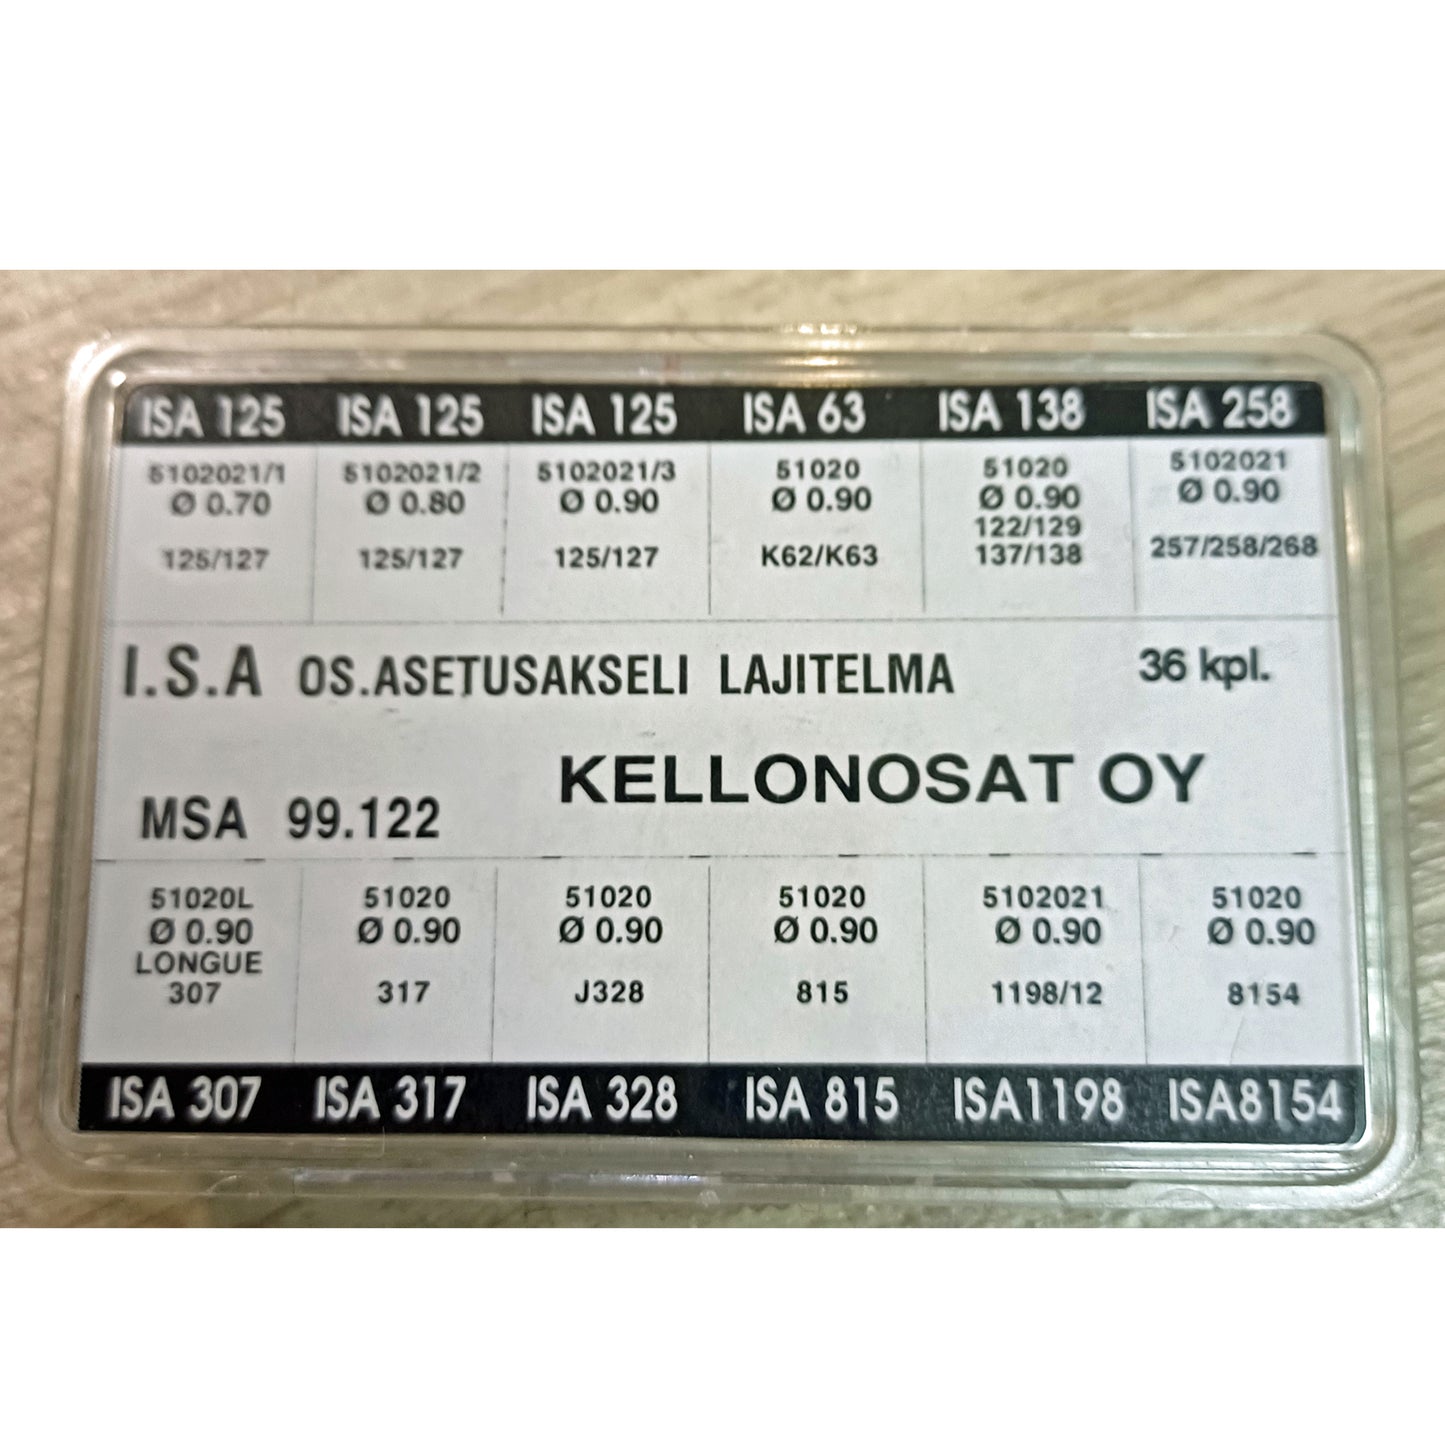 ISA 125 ISA 125 ISA 125 ISA 63 ISA 138 ISA 258
5102021/1 5102021/2 5102021/3 51020 51020 5102021
Ø 0.70 Ø 0.80 Ø 0.90 Ø 0.90 Ø 0.90 Ø 0.90
122/129
125/127 125/127 125/127 K62/K63 137/138 257/258/268
I.S.A OS.ASETUSAKSELI LAJITELMA 36 kpl.
KELLONOSAT OY
MSA 99.122
51020L 51020 51020 51020 5102021 51020
Ø 0.90 Ø 0.90 Ø 0.90 Ø 0.90 Ø 0.90 Ø 0.90
LONGUE
307 317 J328 815 1198/12 8154
ISA 307 ISA 317 ISA 328 ISA 815 ISA1198 ISA8154